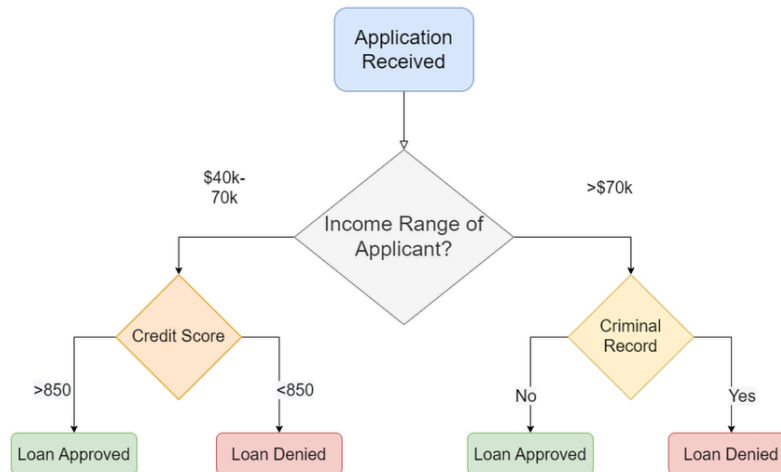 Application
Received
$40k-
70k
>$70k
Income Range of
Applicant?
Credit Score
Criminal
Record
>850
<850
No
Yes
Loan Approved
Loan Denied
Loan Approved
Loan Denied